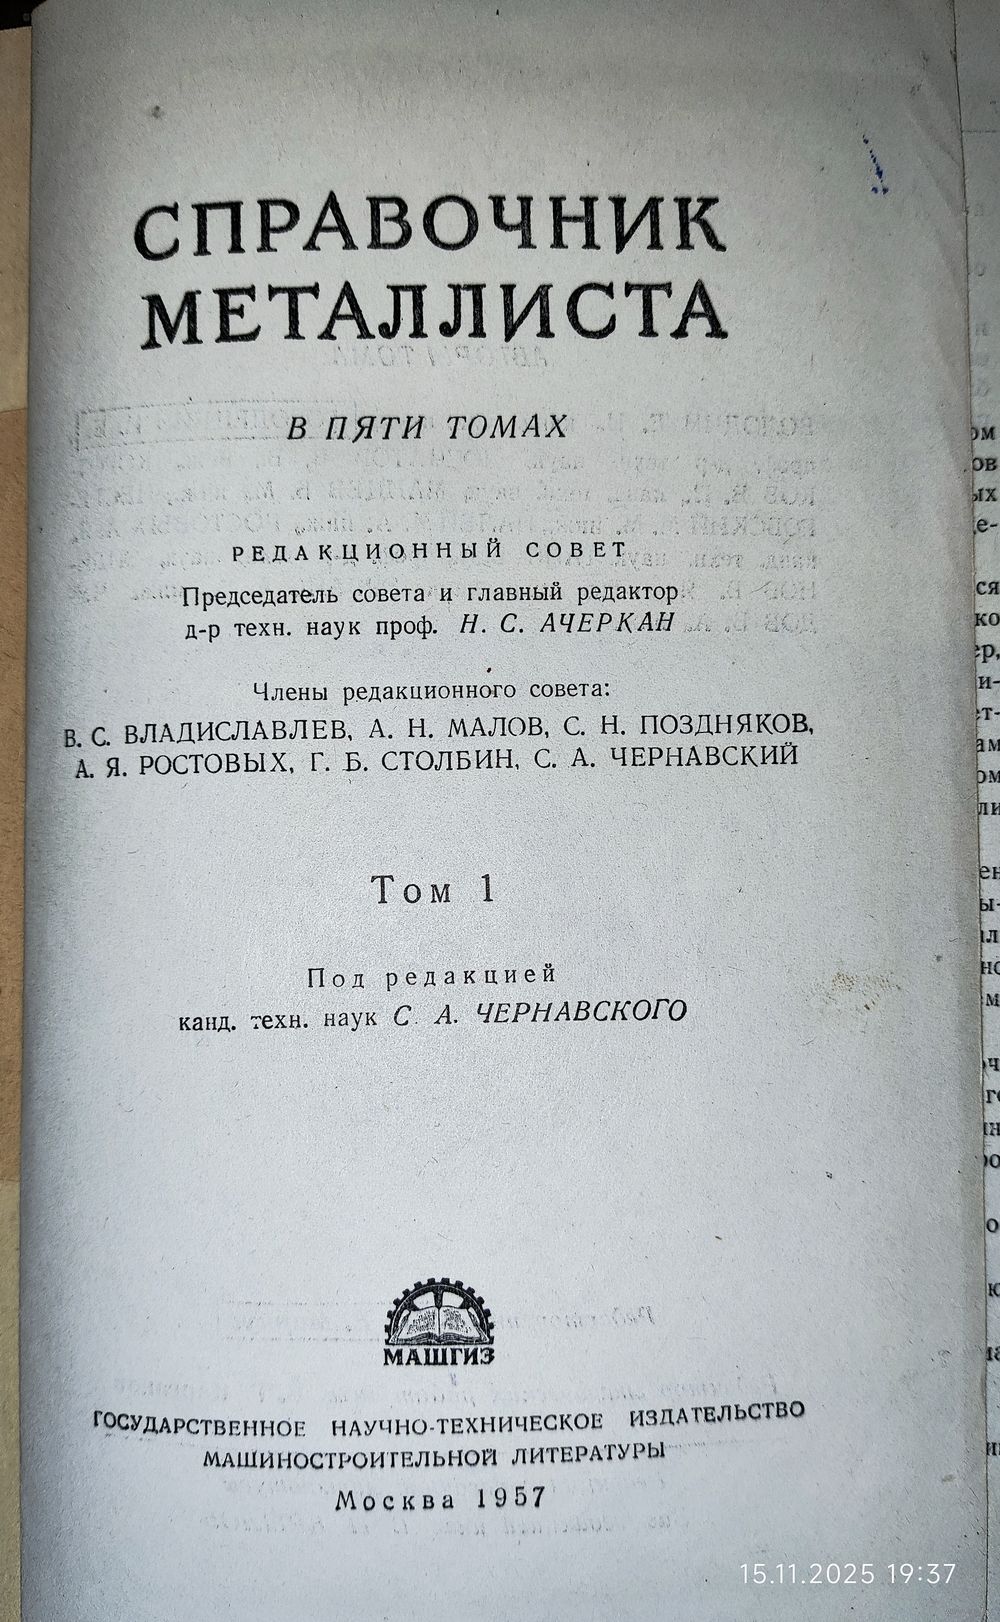 СПРАВОЧНИК
МЕТАЛЛИСТА
В ПЯТИ ТОМАХ
РЕДАКЦИОННЫЙ СОВЕТ
Председатель совета и главный редактор
д-р техн. наук проф. Н. С. АЧЕРКАН
Члены редакционного совета:
В. С. ВЛАДИСЛАВЛЕВ, А. Н. МАЛОВ, С. Н. ПОЗДНЯКОВ,
А. Я. РОСТОВЫХ, Г. Б. СТОЛБИН, С. А. ЧЕРНАВСКИЙ
Том 1
Под редакцией
канд. техн. наук С. А. ЧЕРНАВСКОГО
МАШГИЗ
ГОСУДАРСТВЕННОЕ НАУЧНО-ТЕХНИЧЕСКОЕ ИЗДАТЕЛЬСТВО
МАШИНОСТРОИТЕЛЬНОЙ ЛИТЕРАТУРЫ
Москва 1957
15.11.2025 19:37